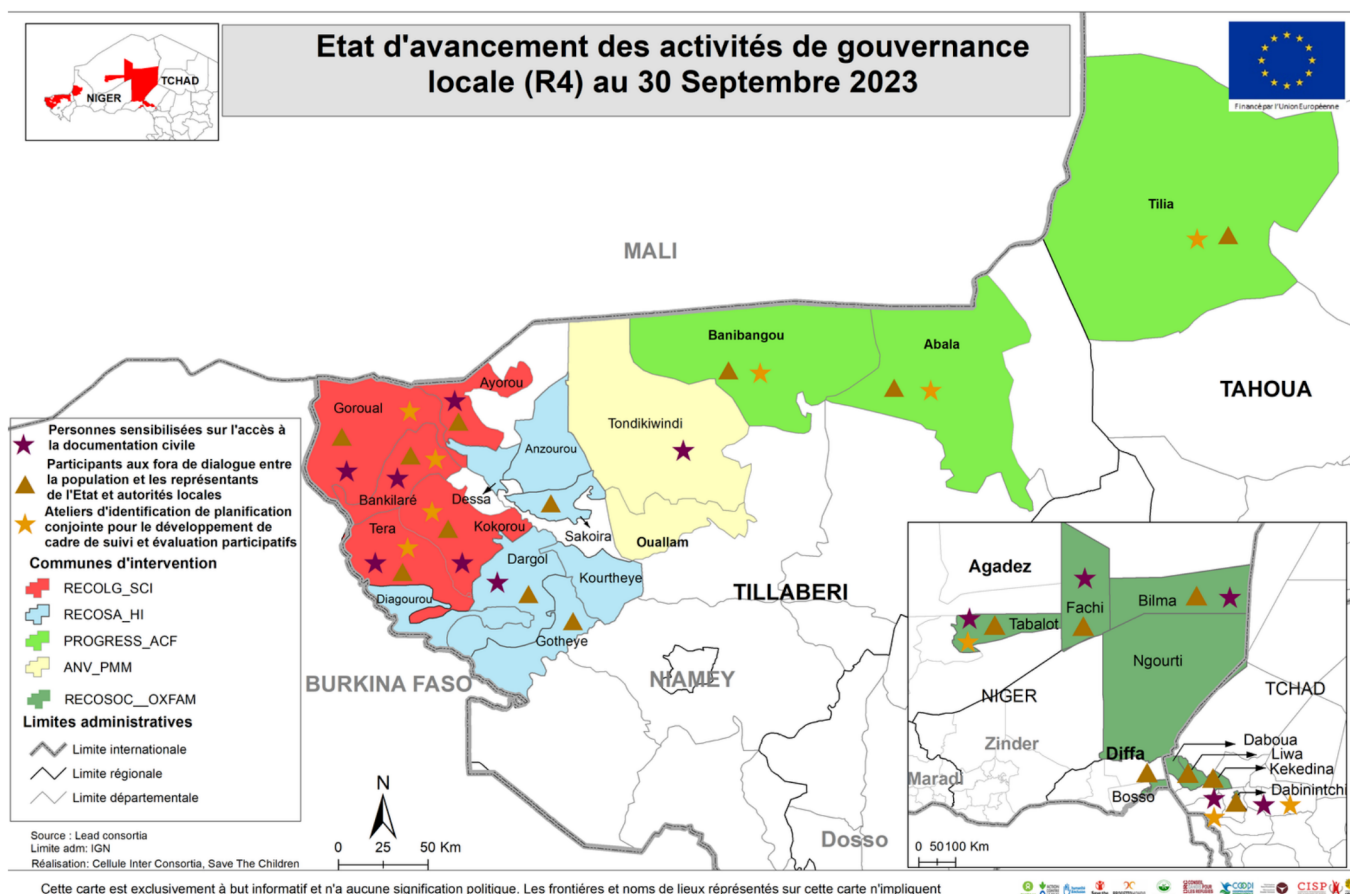 Etat d'avancement des activités de gouvernance
locale (R4) au 30 Septembre 2023
TCHAD
NIGER
Financé par l'Union Européenne
MALI
Tilia
Banibangou
Abala
TAHOUA
Ayorou
Goroual
Tondikiwindi
Anzourou
Bankilaré
Dessa
Tera
Kokorou
Sakoira
Ouallam
Dargol
Kourtheye
Diagourou
TILLABERI
Gotheye
BURKINA FASO
NIAMEY
Dosso
Personnes sensibilisées sur l'accès à
la documentation civile
Participants aux fora de dialogue entre
la population et les représentants
de l'Etat et autorités locales
Ateliers d'identification de planification
conjointe pour le développement de
cadre de suivi et évaluation participatifs
Communes d'intervention
RECOLG_SCI
RECOSA_HI
PROGRESS_ACF
ANV_PMM
RECOSOC__OXFAM
Limites administratives
Limite internationale
Limite régionale
Limite départementale
Source : Lead consortia
Limite adm: IGN
Réalisation: Cellule Inter Consortia, Save The Children
N
0 25 50 Km
Agadez
Fachi
Bilma
Tabalot
Ngourti
NIGER
TCHAD
Zinder
Diffa
Daboua
Liwa
Maradi
Kekedina
Bosso
Dabinintchi
0 50 100 Km
Cette carte est exclusivement à but informatif et n'a aucune signification politique. Les frontières et noms de lieux réprésentés sur cette carte n'impliquent
CISP